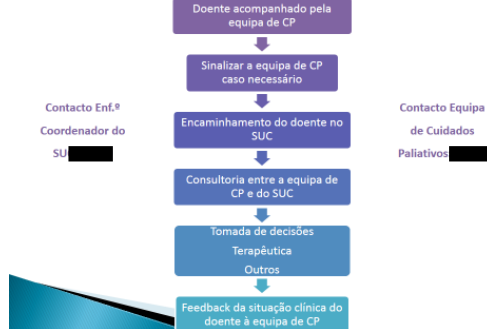 Doente acompanhado pela
equipa de CP
Sinalizar a equipa de CP
caso necessário
Contacto Enf.º
Coordenador do
Encaminhamento do doente no
SUC
Contacto Equipa
de Cuidados
Paliativos
Consultoria entre a equipa de
CP e do SUC
Tomada de decisões
Terapêutica
Outros
Feedback da situação clínica do
doente à equipa de CP